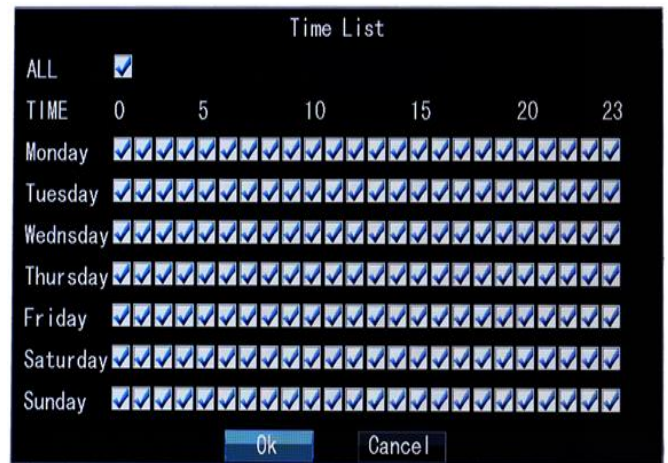 Time List
ALL
TIME 0 5 10 15 20 23
Monday
Tuesday
Wednsday
Thursday
Friday
Saturday
Sunday
Ok Cancel